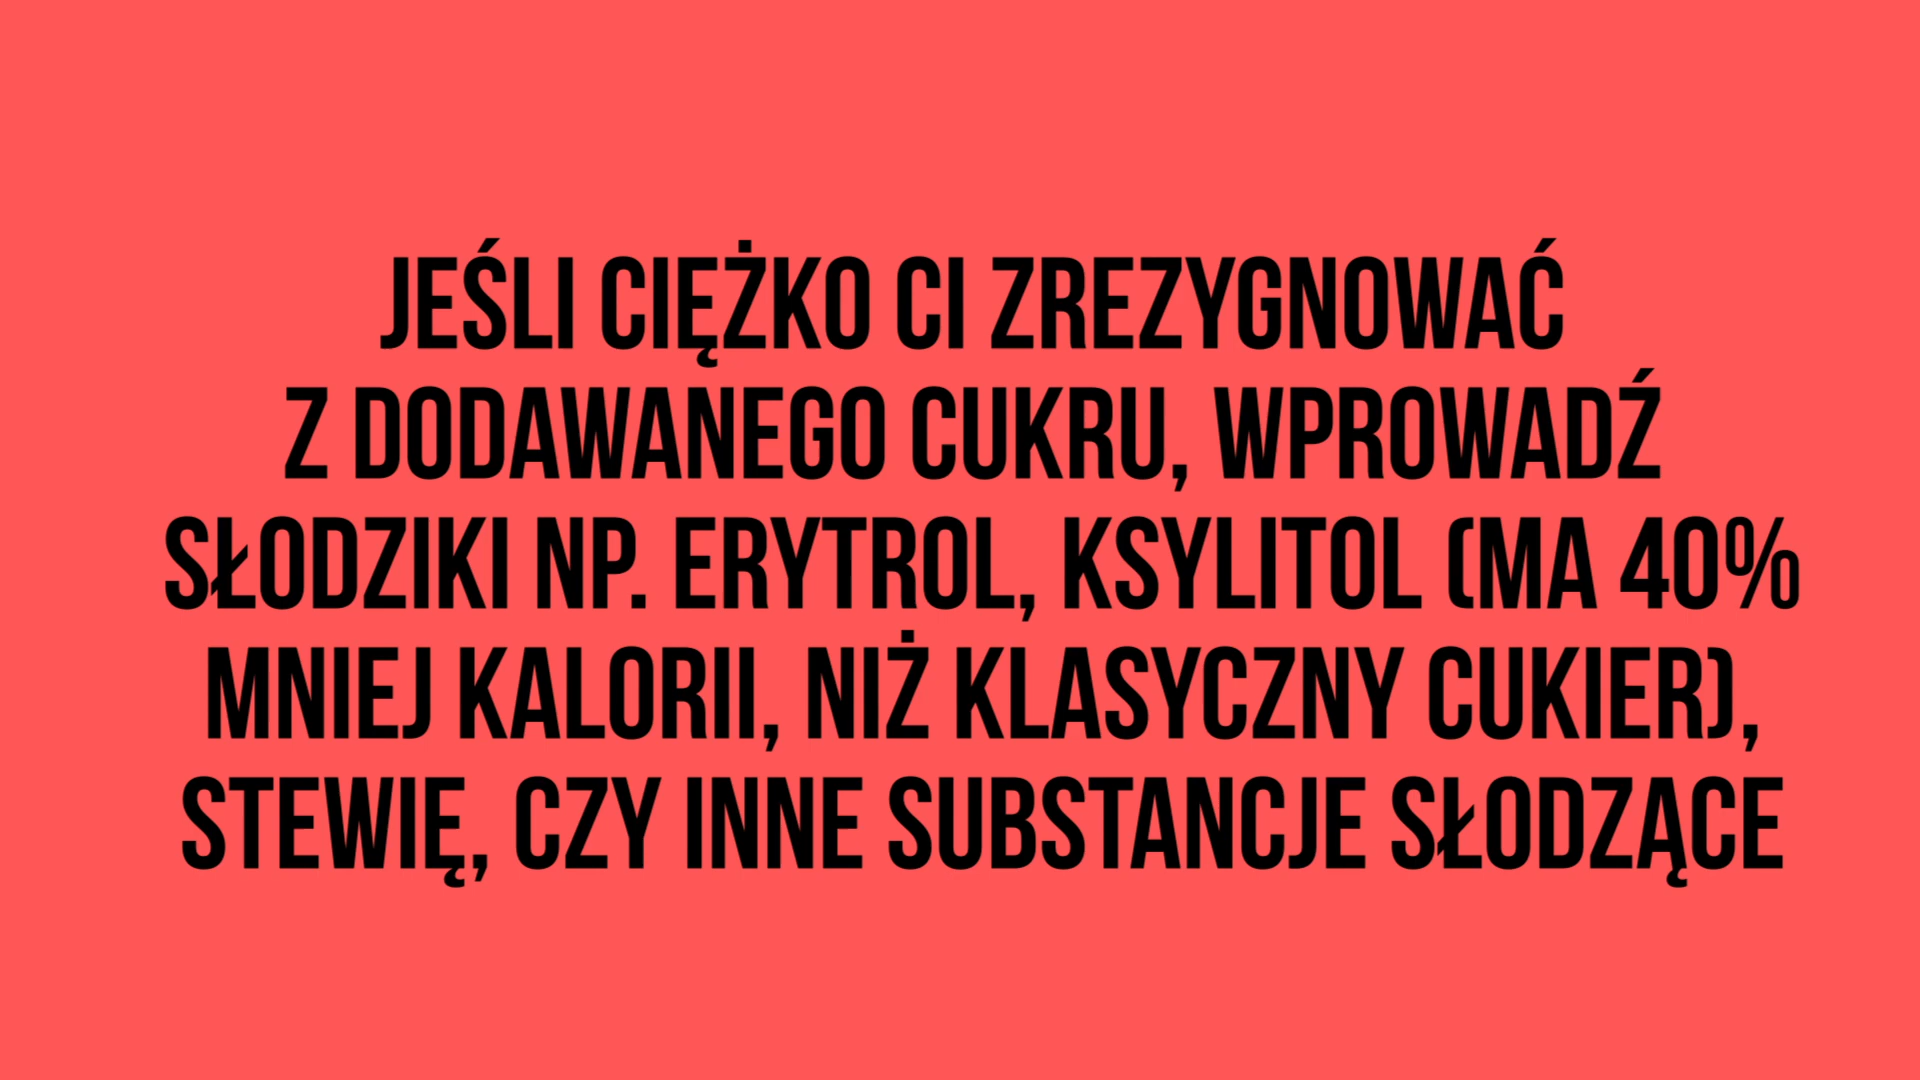 JEŚLI CIĘŻKO CI ZREZYGNOWAĆ
Z DODAWANEGO CUKRU, WPROWADŹ
SŁODZIKI NP. ERYTROL, KSYLITOL (MA 40%
MNIEJ KALORII, NIŻ KLASYCZNY CUKIER),
STEWIĘ, CZY INNE SUBSTANCJE SŁODZĄCE